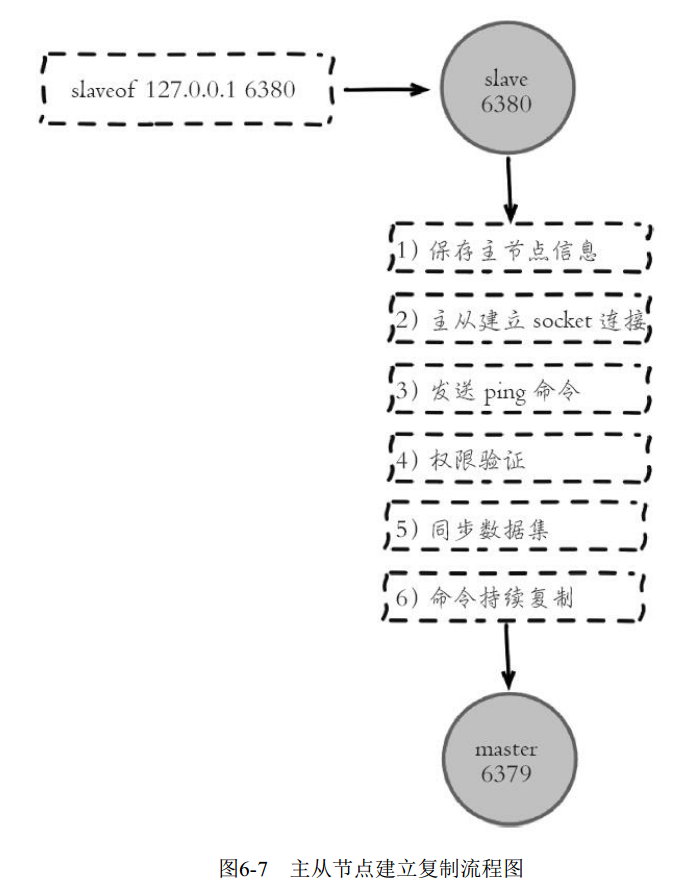 slaveof 127.0.0.1 6380
slave
6380
1）保存主节点信息
2）主从建立 socket 连接
3）发送 ping 命令
4）权限验证
5）同步数据集
6）命令持续复制
master
6379
图6-7 主从节点建立复制流程图